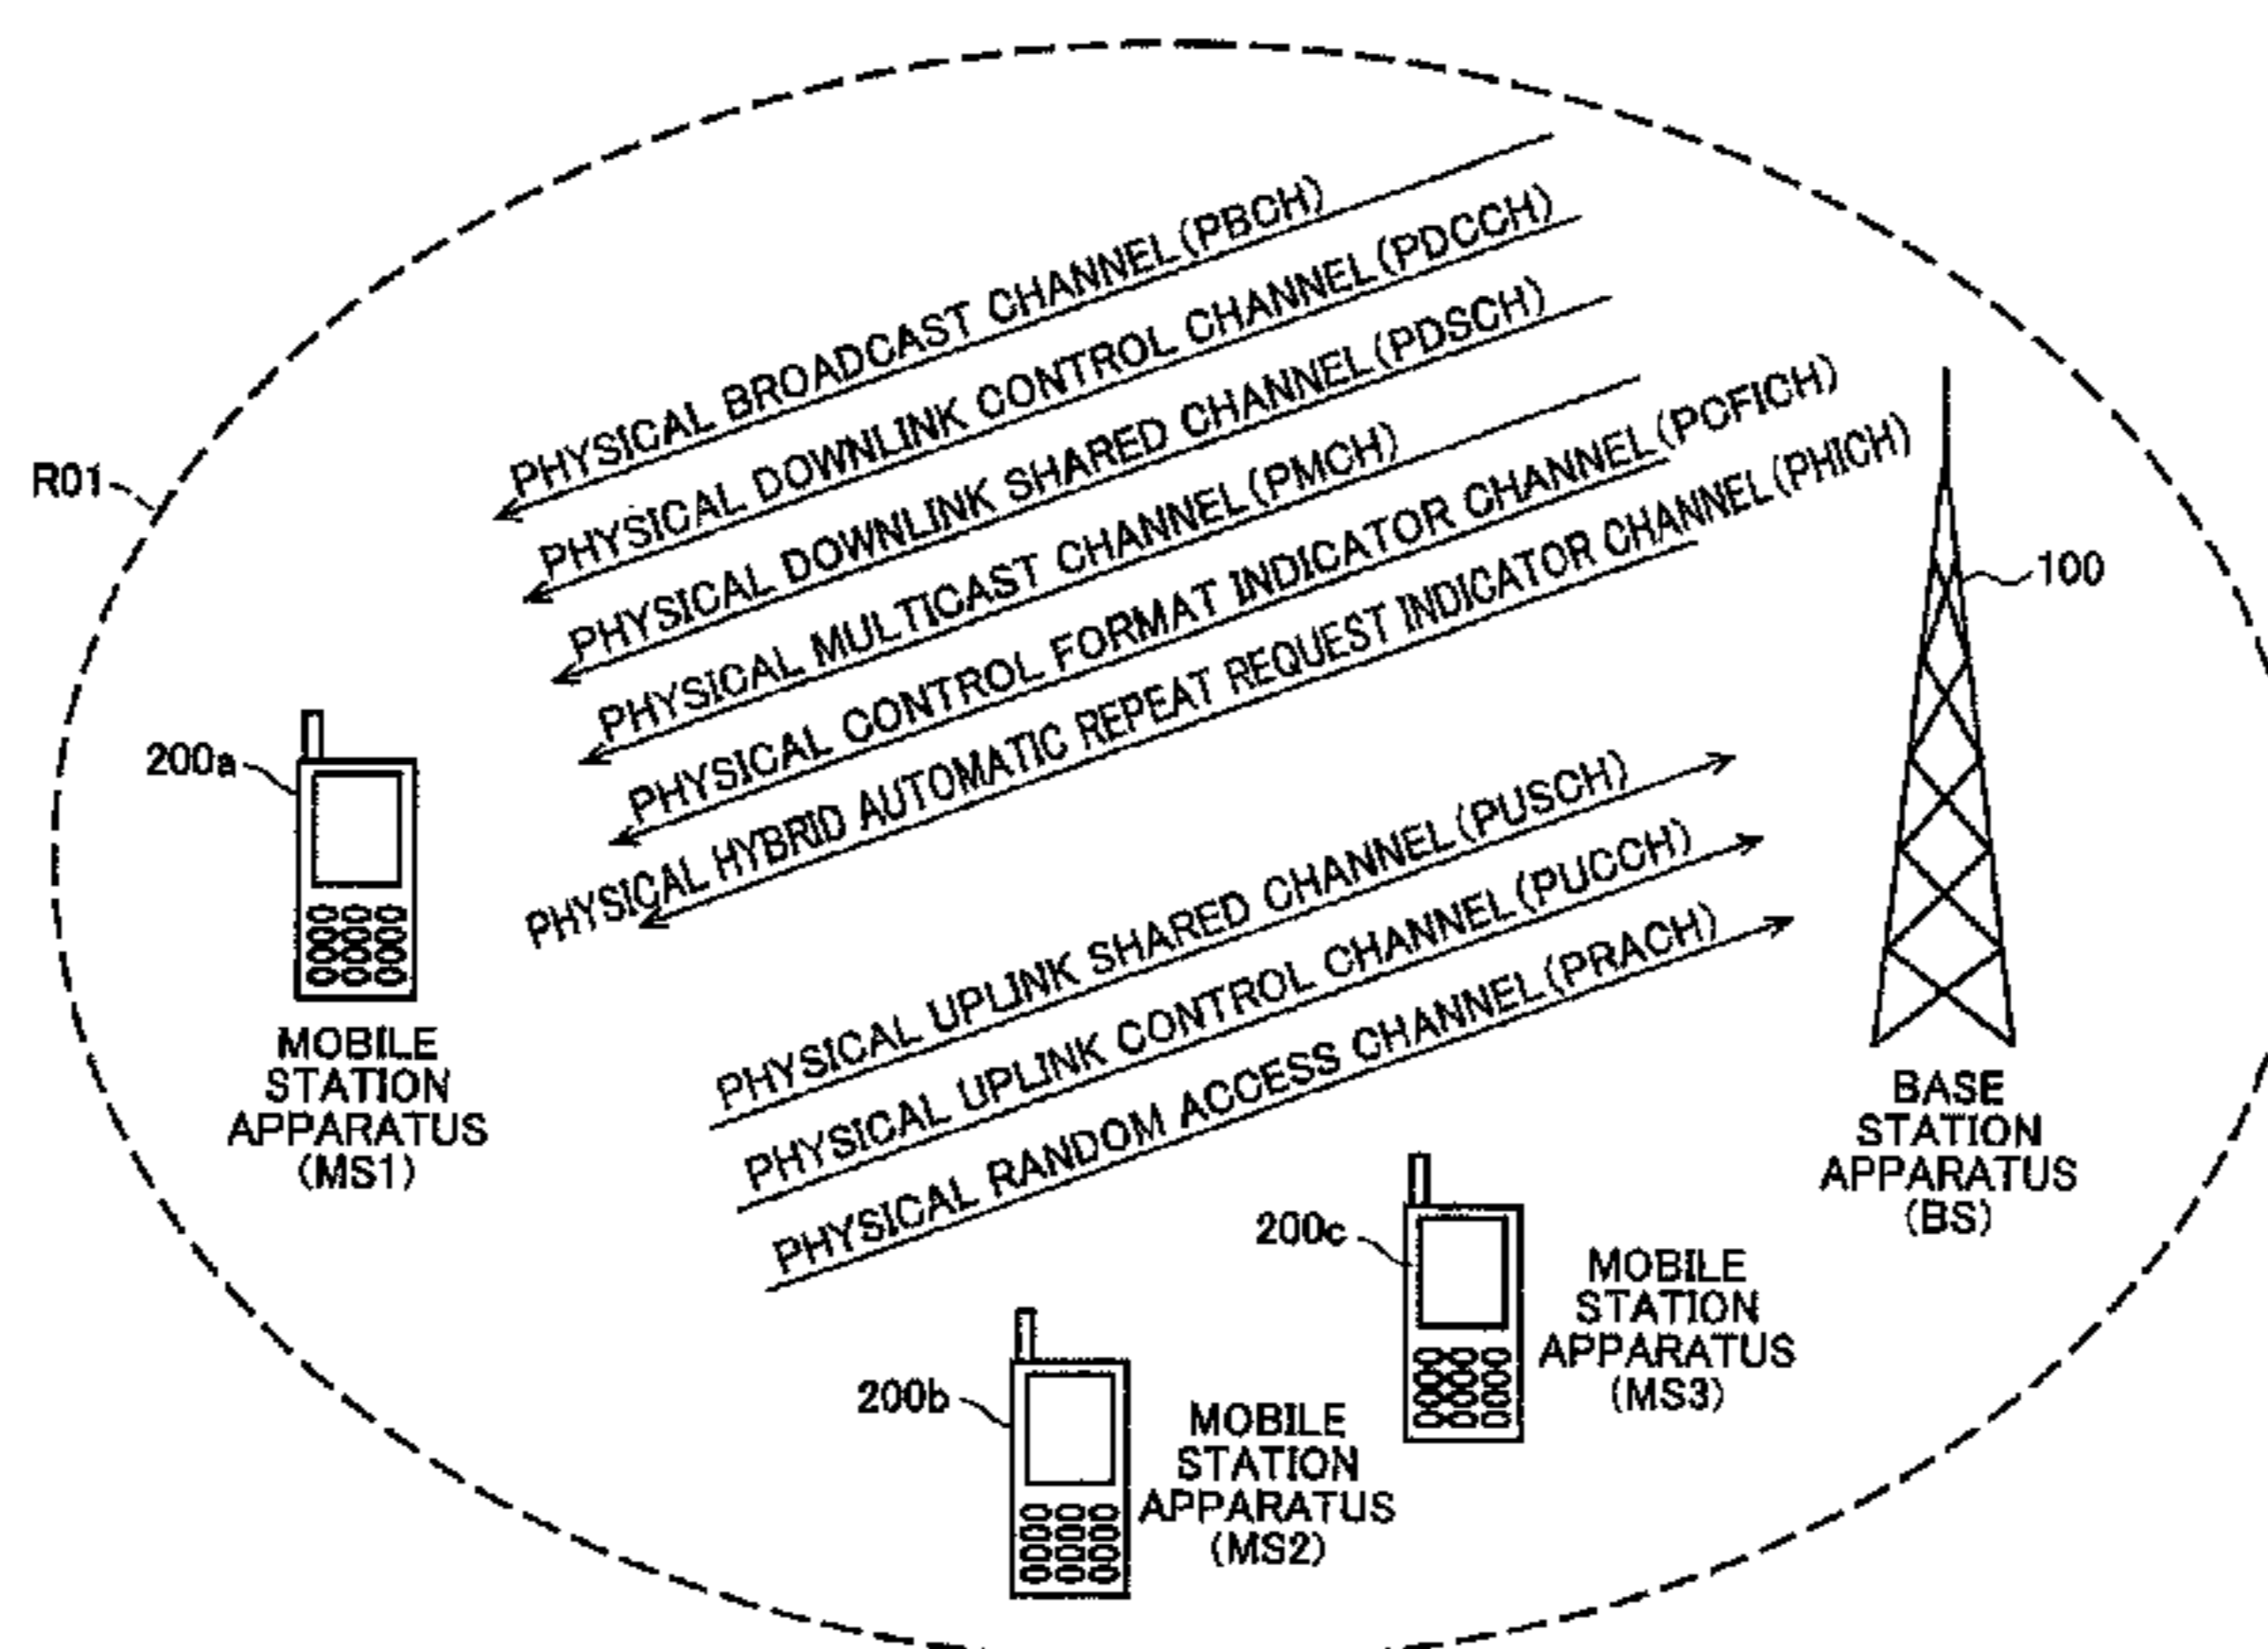 PHYSICAL BROADCAST CHANNEL(PBCH)
PHYSICAL DOWNLINK CONTROL CHANNEL(PDCCH)
PHYSICAL DOWNLINK SHARED CHANNEL(PDSCH)
PHYSICAL MULTICAST CHANNEL(PMCH)
PHYSICAL CONTROL FORMAT INDICATOR CHANNEL(PCFICH)
PHYSICAL HYBRID AUTOMATIC REPEAT REQUEST INDICATOR CHANNEL(PHICH)
R01
100
200a
MOBILE
STATION
APPARATUS
(MS1)
PHYSICAL UPLINK SHARED CHANNEL(PUSCH)
PHYSICAL UPLINK CONTROL CHANNEL(PUCCH)
PHYSICAL RANDOM ACCESS CHANNEL(PRACH)
BASE
STATION
APPARATUS
(BS)
200c
MOBILE
STATION
APPARATUS
(MS3)
200b
MOBILE
STATION
APPARATUS
(MS2)